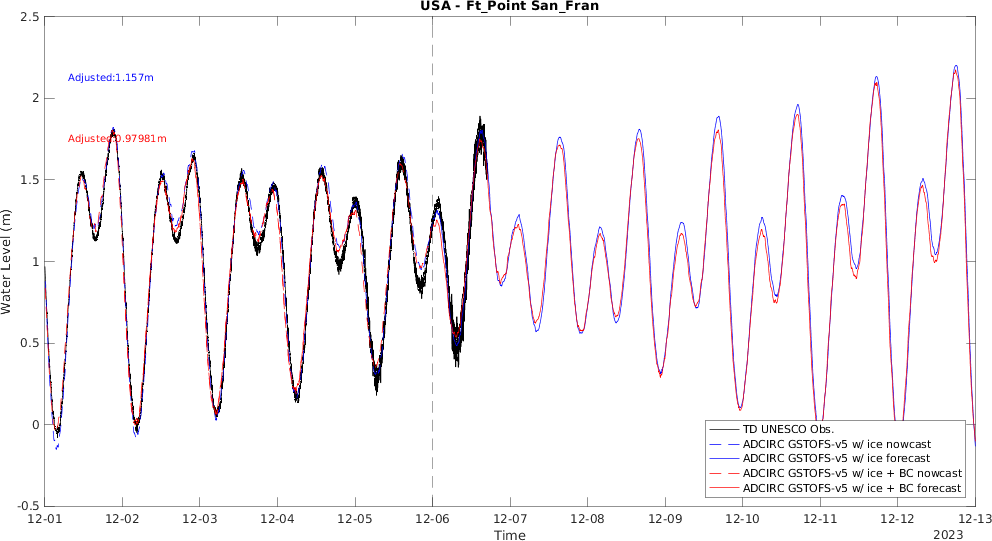 USA - Ft_Point San_Fran
2.5
2
1.5
1
0.5
0
-0.5
Water Level (m)
Adjusted:1.157m
Adjusted:0.97981m
TD UNESCO Obs.
ADCIRC GSTOFS-v5 w/ ice nowcast
ADCIRC GSTOFS-v5 w/ ice forecast
ADCIRC GSTOFS-v5 w/ ice + BC nowcast
ADCIRC GSTOFS-v5 w/ ice + BC forecast
12-01 12-02 12-03 12-04 12-05 12-06 12-07 12-08 12-09 12-10 12-11 12-12 12-13
Time
2023